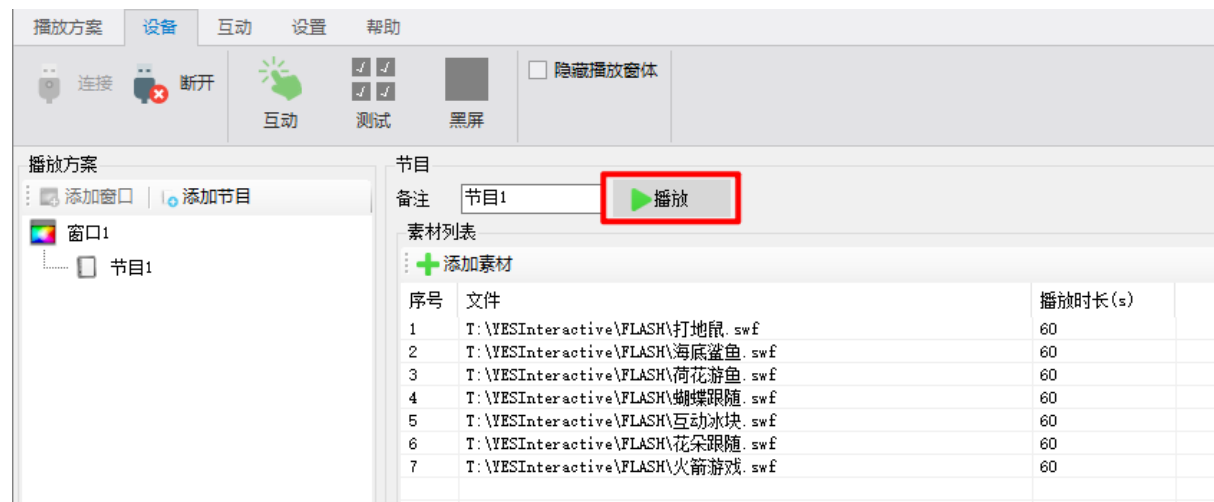 播放方案 设备 互动 设置 帮助
连接 断开 互动 测试 黑屏 隐藏播放窗体
播放方案
添加窗口 添加节目
窗口1
节目1
节目
备注 节目1 播放
素材列表
添加素材
序号 文件 播放时长(s)
1 T:\YESInteractive\FLASH\打地鼠.swf 60
2 T:\YESInteractive\FLASH\海底鲨鱼.swf 60
3 T:\YESInteractive\FLASH\荷花游鱼.swf 60
4 T:\YESInteractive\FLASH\蝴蝶跟随.swf 60
5 T:\YESInteractive\FLASH\互动冰块.swf 60
6 T:\YESInteractive\FLASH\花朵跟随.swf 60
7 T:\YESInteractive\FLASH\火箭游戏.swf 60